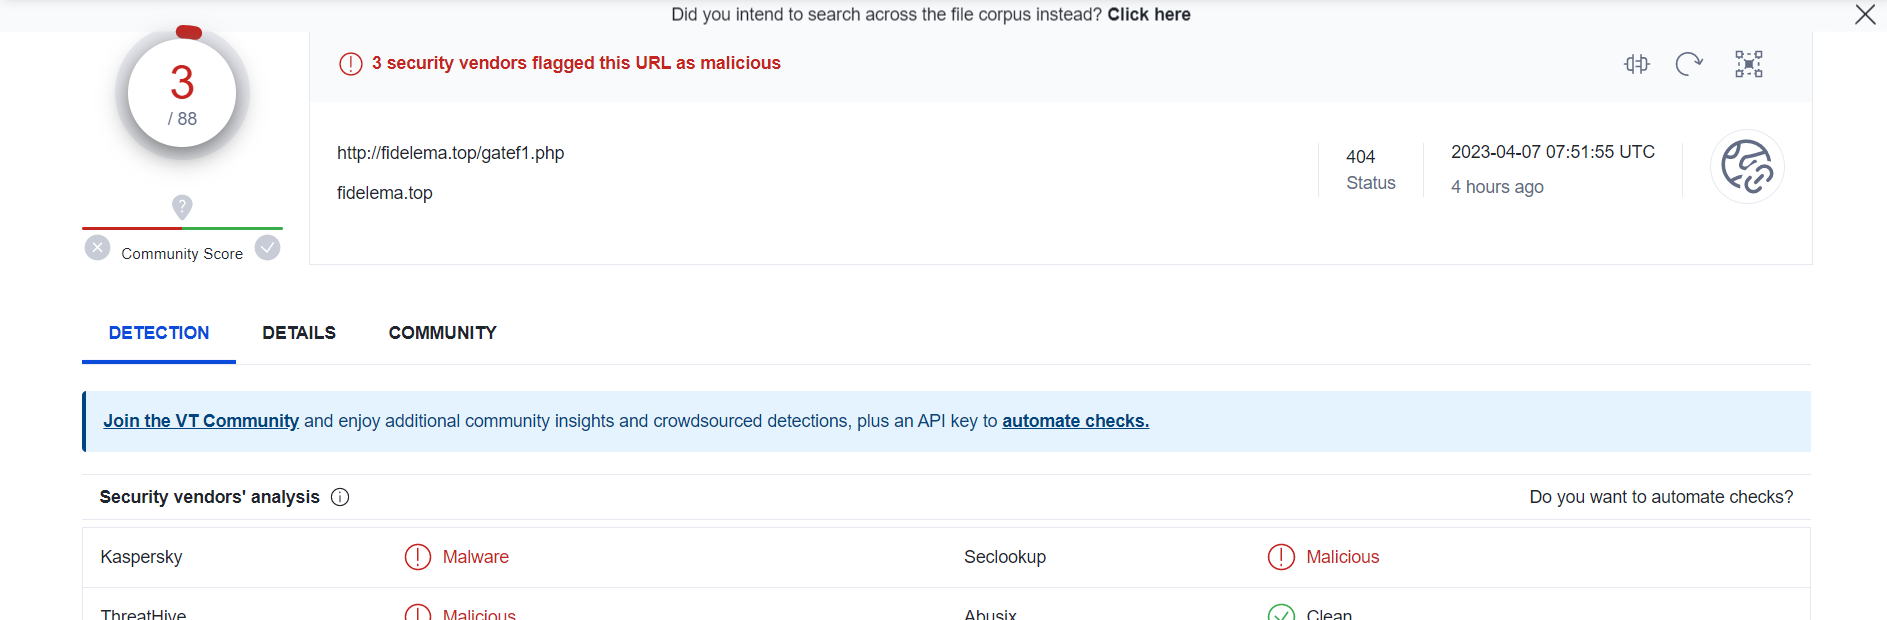 Did you intend to search across the file corpus instead? Click here
3
/ 88
3 security vendors flagged this URL as malicious
http://fidelema.top/gatef1.php
fidelema.top
404
Status
2023-04-07 07:51:55 UTC
4 hours ago
?
Community Score
DETECTION DETAILS COMMUNITY
Join the VT Community and enjoy additional community insights and crowdsourced detections, plus an API key to automate checks.
Security vendors' analysis Do you want to automate checks?
Kaspersky Malware Seclookup Malicious
ThreatHive Malicious Abusix Clean